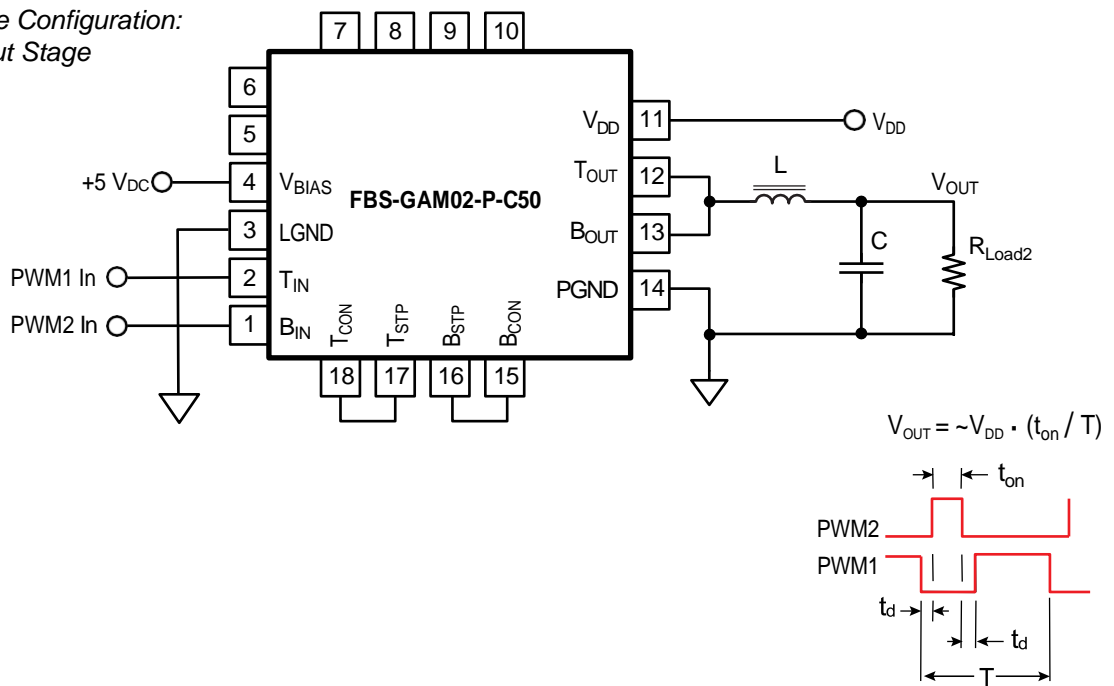 e Configuration:
ut Stage
7 8 9 10
6
5
+5 VDC 4 VBIAS
3 LGND
PWM1 In 2 TIN
PWM2 In 1 BIN
FBS-GAM02-P-C50
VDD 11 VDD
TOUT 12
BOUT 13
PGND 14
L
VOUT
C
RLoad2
TCON TSTP BSTP BCON
18 17 16 15
VOUT = ~VDD · (ton / T)
ton
PWM2
PWM1
td
td
T